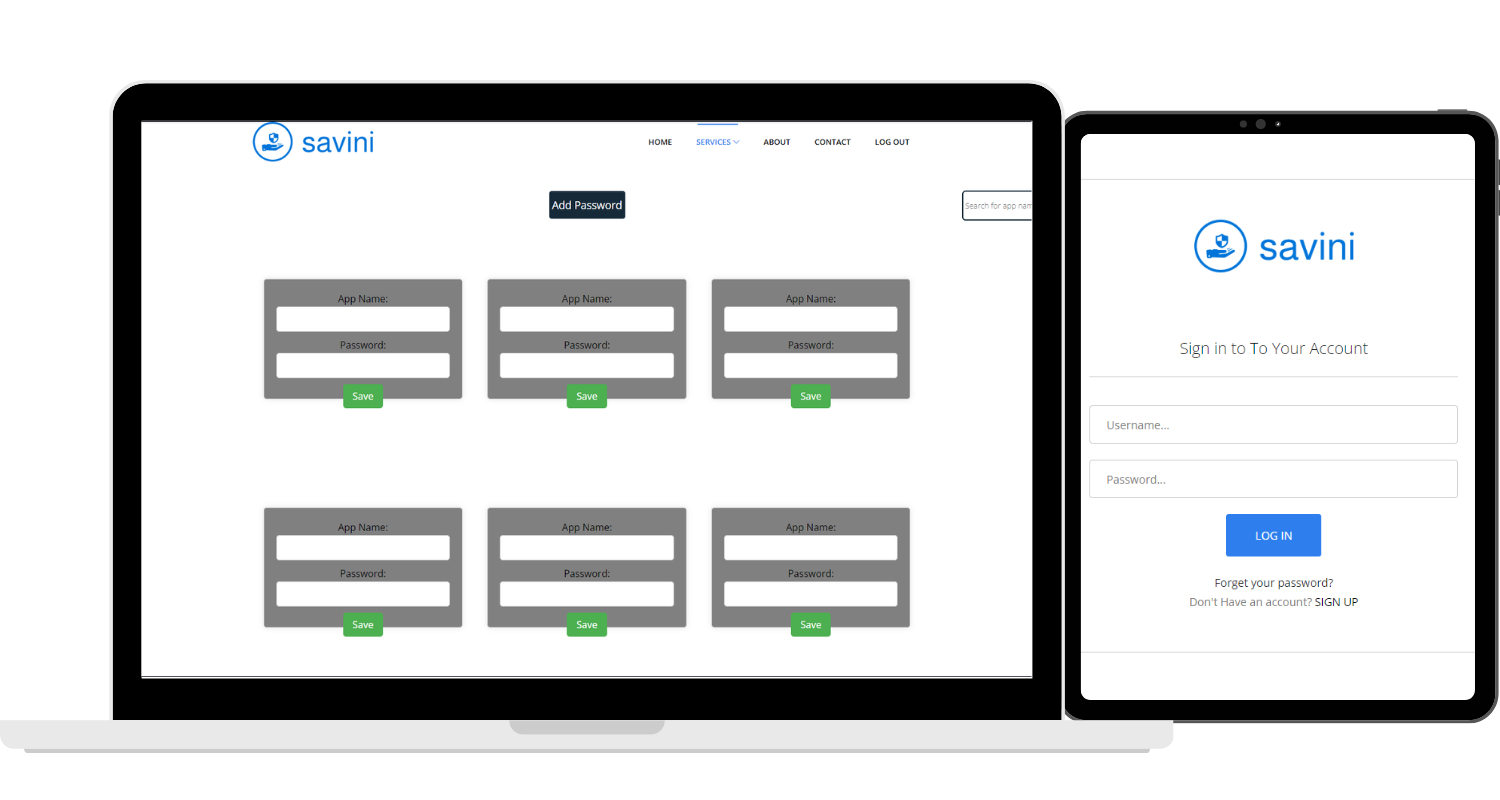 savini
HOME SERVICES ABOUT CONTACT LOG OUT
Add Password
Search for app nam
App Name: App Name: App Name:
Password: Password: Password:
Save Save Save
App Name: App Name: App Name:
Password: Password: Password:
Save Save Save
savini
Sign in to To Your Account
Username...
Password...
LOG IN
Forget your password?
Don't Have an account? SIGN UP